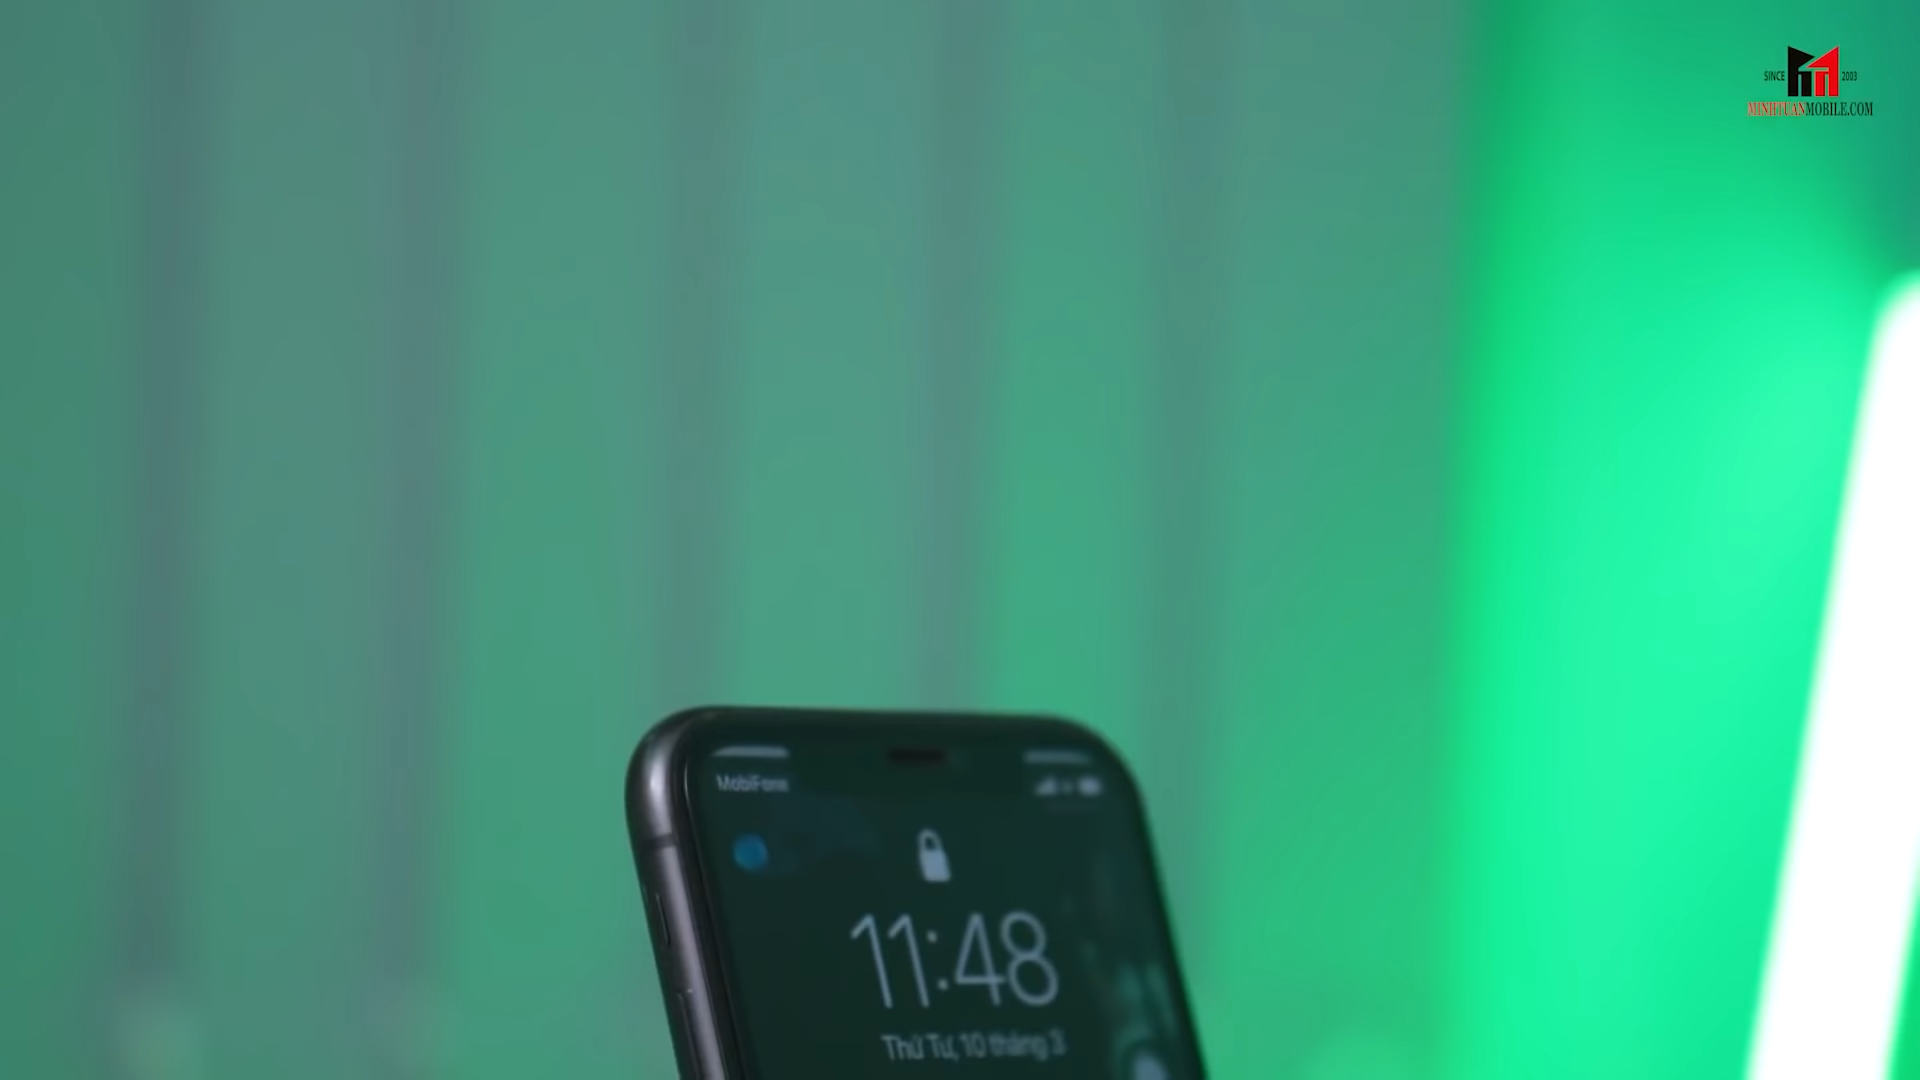 SINCE 2003
MINHTUANMOBILE.COM
MobiFone
11:48
Thứ Tư, 10 tháng 3